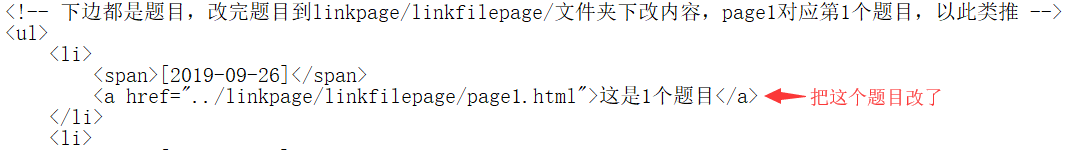 <!-- 下边都是题目，改完题目到linkpage/linkfilepage/文件夹下改内容，page1对应第1个题目，以此类推 -->
<ul>
<li>
<span>[2019-09-26]</span>
<a href="../linkpage/linkfilepage/page1.html">这是1个题目</a> 把这个题目改了
</li>
<li>